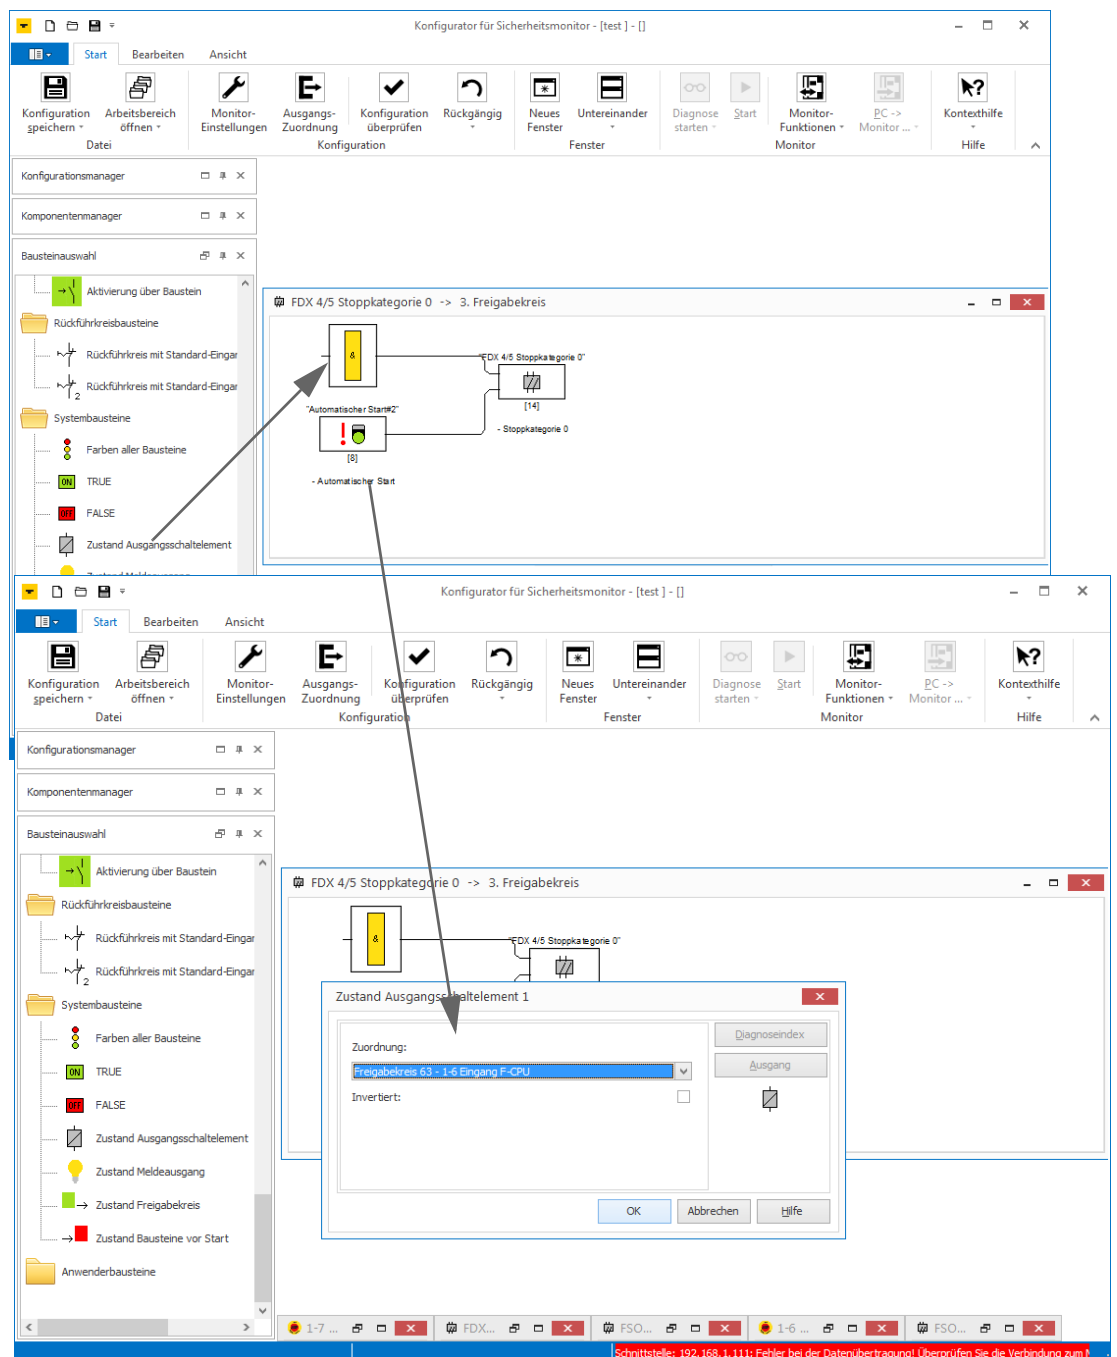 Konfigurator für Sicherheitsmonitor - [test ] - []
Start Bearbeiten Ansicht
Konfiguration speichern
Arbeitsbereich öffnen
Monitor-Einstellungen
Ausgangs-Zuordnung
Konfiguration überprüfen
Rückgängig
Neues Fenster
Untereinander
Diagnose starten
Start
Monitor-Funktionen
PC -> Monitor ...
Kontexthilfe
Datei Konfiguration Fenster Monitor Hilfe
Konfigurationsmanager
Komponentenmanager
Bausteinauswahl
Aktivierung über Baustein
Rückführkreisbausteine
Rückführkreis mit Standard-Eingar
Rückführkreis mit Standard-Eingar
2
Systembausteine
Farben aller Bausteine
ON TRUE
OFF FALSE
Zustand Ausgangsschaltelement
FDX 4/5 Stoppkategorie 0 -> 3. Freigabekreis
&
"FDX 4/5 Stoppkategorie 0"
[14]
- Stoppkategorie 0
"Automatischer Start#2"
[8]
- Automatischer Start
Konfigurator für Sicherheitsmonitor - [test ] - []
Start Bearbeiten Ansicht
Konfiguration speichern
Arbeitsbereich öffnen
Monitor-Einstellungen
Ausgangs-Zuordnung
Konfiguration überprüfen
Rückgängig
Neues Fenster
Untereinander
Diagnose starten
Start
Monitor-Funktionen
PC -> Monitor ...
Kontexthilfe
Datei Konfiguration Fenster Monitor Hilfe
Konfigurationsmanager
Komponentenmanager
Bausteinauswahl
Aktivierung über Baustein
Rückführkreisbausteine
Rückführkreis mit Standard-Eingar
Rückführkreis mit Standard-Eingar
2
Systembausteine
Farben aller Bausteine
ON TRUE
OFF FALSE
Zustand Ausgangsschaltelement
Zustand Meldeausgang
Zustand Freigabekreis
Zustand Bausteine vor Start
Anwenderbausteine
FDX 4/5 Stoppkategorie 0 -> 3. Freigabekreis
&
"FDX 4/5 Stoppkategorie 0"
Zustand Ausgangsschaltelement 1
Zuordnung:
Freigabekreis 63 - 1-6 Eingang F-CPU
Invertiert:
Diagnoseindex
Ausgang
OK Abbrechen Hilfe
1-7 ... FDX... FSO... 1-6 ... FSO...
Schnittstelle: 192.168.1.111: Fehler bei der Datenübertragung! Überprüfen Sie die Verbindung zum